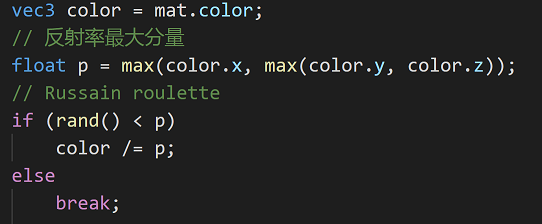 vec3 color = mat.color;
// 反射率最大分量
float p = max(color.x, max(color.y, color.z));
// Russain roulette
if (rand() < p)
    color /= p;
else
    break;